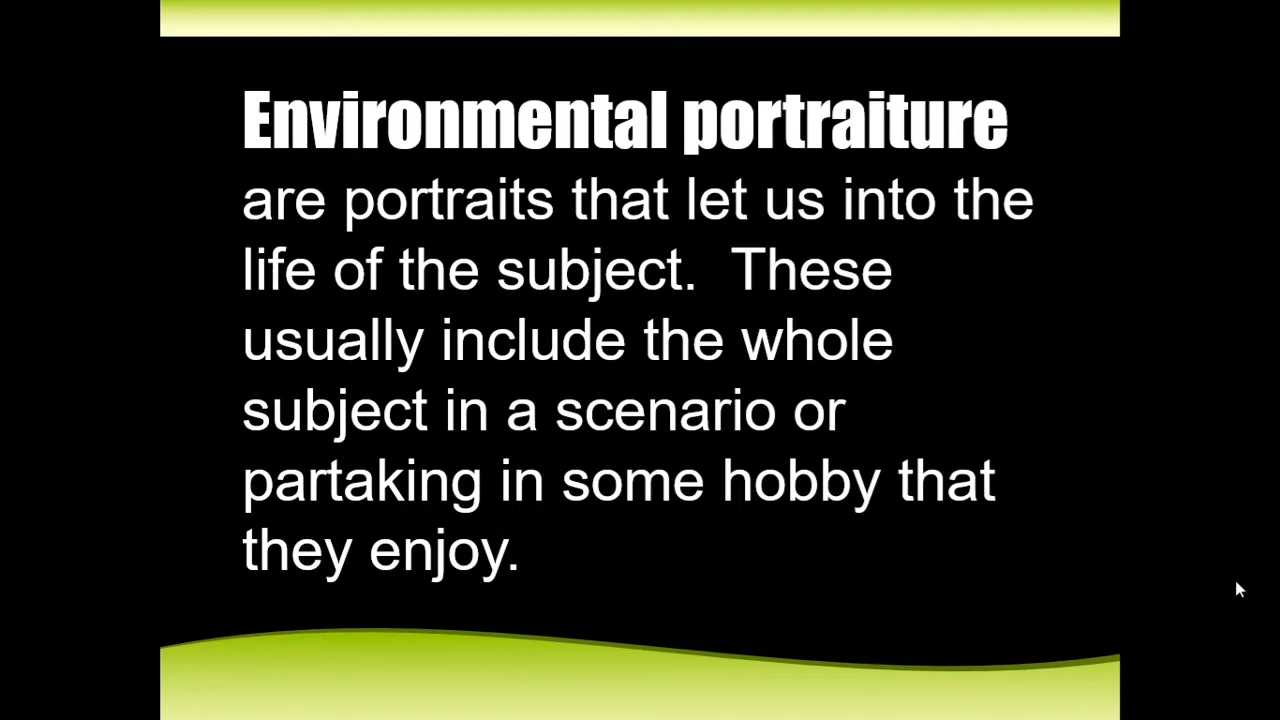 Environmental portraiture
are portraits that let us into the
life of the subject.  These
usually include the whole
subject in a scenario or
partaking in some hobby that
they enjoy.